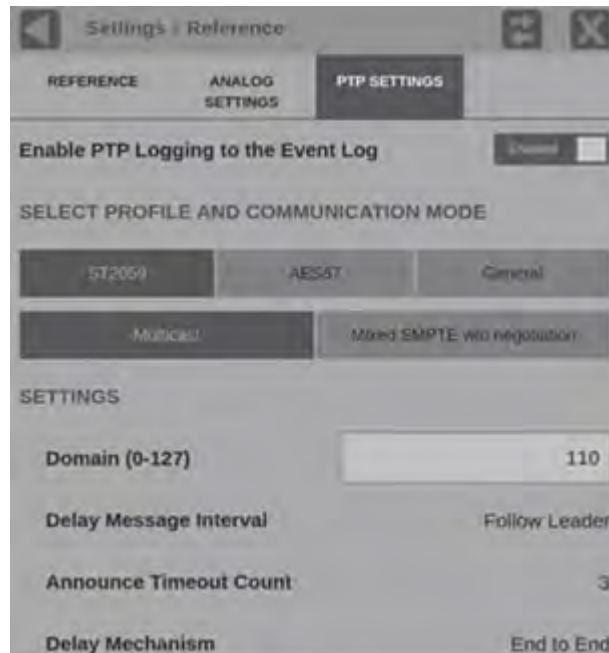 Settings : Reference
REFERENCE
ANALOG
SETTINGS
PTP SETTINGS
Enable PTP Logging to the Event Log
SELECT PROFILE AND COMMUNICATION MODE
ST2059
AES67
General
Multicast
Mixed SMPTE w/o negotiation
SETTINGS
Domain (0-127)
110
Delay Message Interval
Follow Leader
Announce Timeout Count
3
Delay Mechanism
End to End